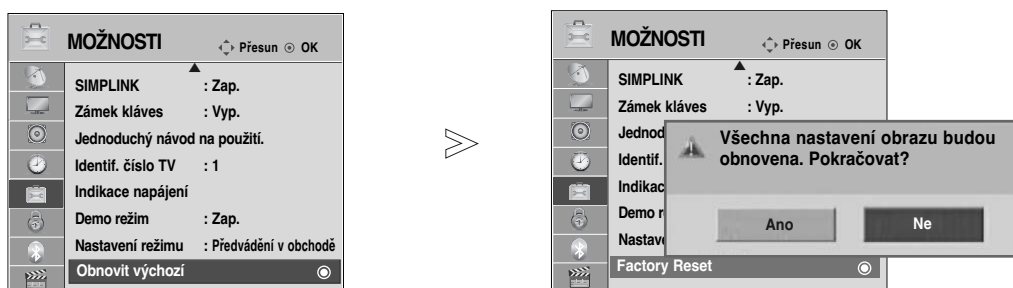 MOŽNOSTI
Přesun OK
SIMPLINK : Zap.
Zámek kláves : Vyp.
Jednoduchý návod na použití.
Identif. číslo TV : 1
Indikace napájení
Demo režim : Zap.
Nastavení režimu : Předvádění v obchodě
Obnovit výchozí
MOŽNOSTI
Přesun OK
SIMPLINK : Zap.
Zámek kláves : Vyp.
Jednod
Identif.
Indikac
Demo r
Nastave
Factory Reset
Všechna nastavení obrazu budou
obnovena. Pokračovat?
Ano
Ne